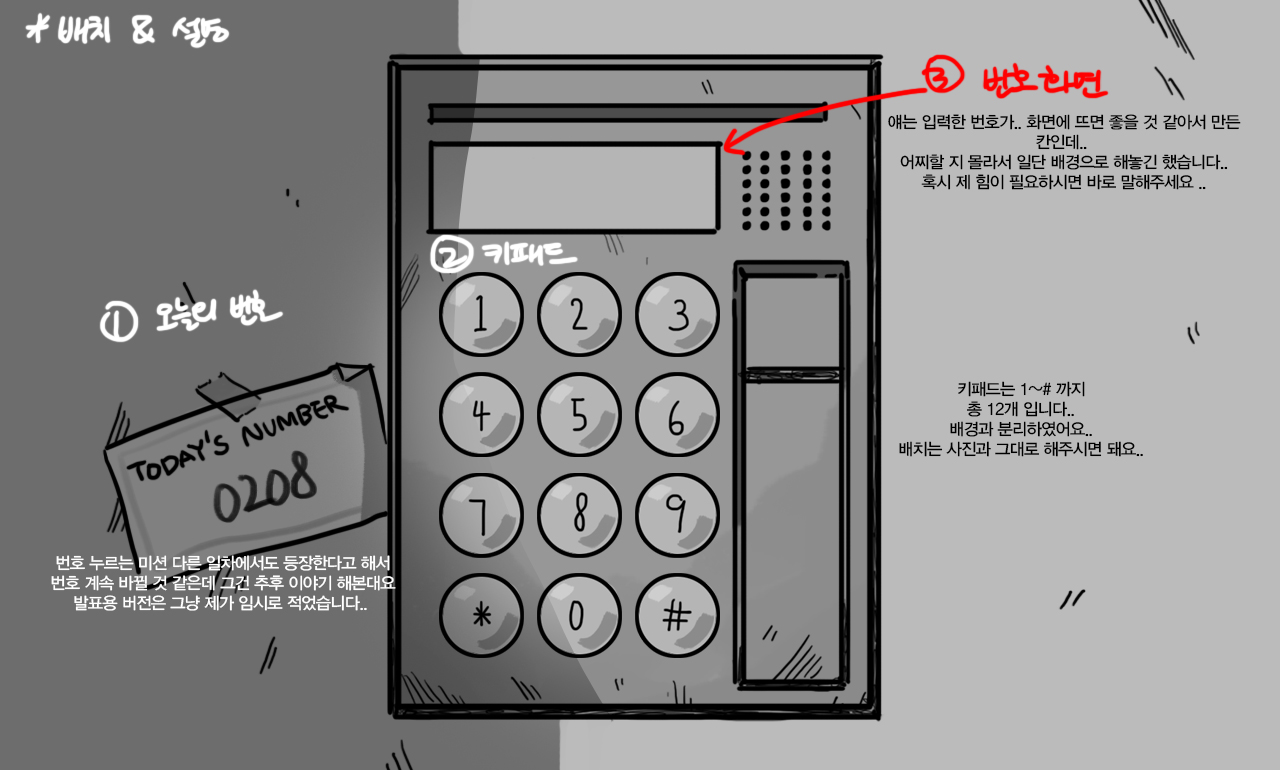 * 배치 & 설명
③ 번호화면
얘는 입력한 번호가.. 화면에 뜨면 좋을 것 같아서 만든
칸인데..
어찌할 지 몰라서 일단 배경으로 해놓긴 했습니다..
혹시 제 힘이 필요하시면 바로 말해주세요 ..
② 키패드
1 2 3
① 오늘의 번호
TODAY'S NUMBER
0208
4 5 6
키패드는 1~# 까지
총 12개 입니다..
배경과 분리하였어요..
배치는 사진과 그대로 해주시면 돼요..
7 8 9
번호 누르는 미션 다른 일차에서도 등장한다고 해서
번호 계속 바뀔 것 같은데 그건 추후 이야기 해본대요
발표용 버전은 그냥 제가 임시로 적었습니다..
* 0 #